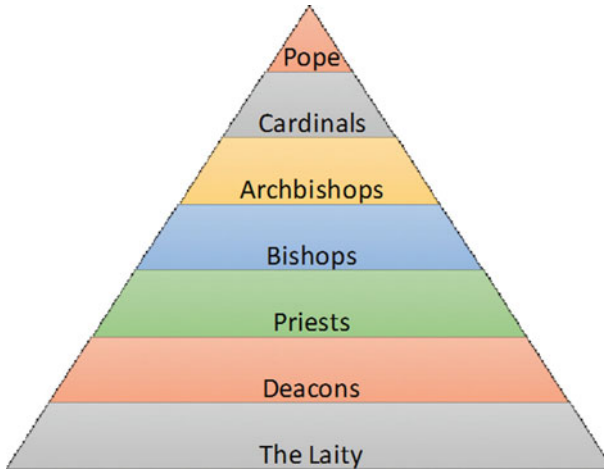 Pope
Cardinals
Archbishops
Bishops
Priests
Deacons
The Laity